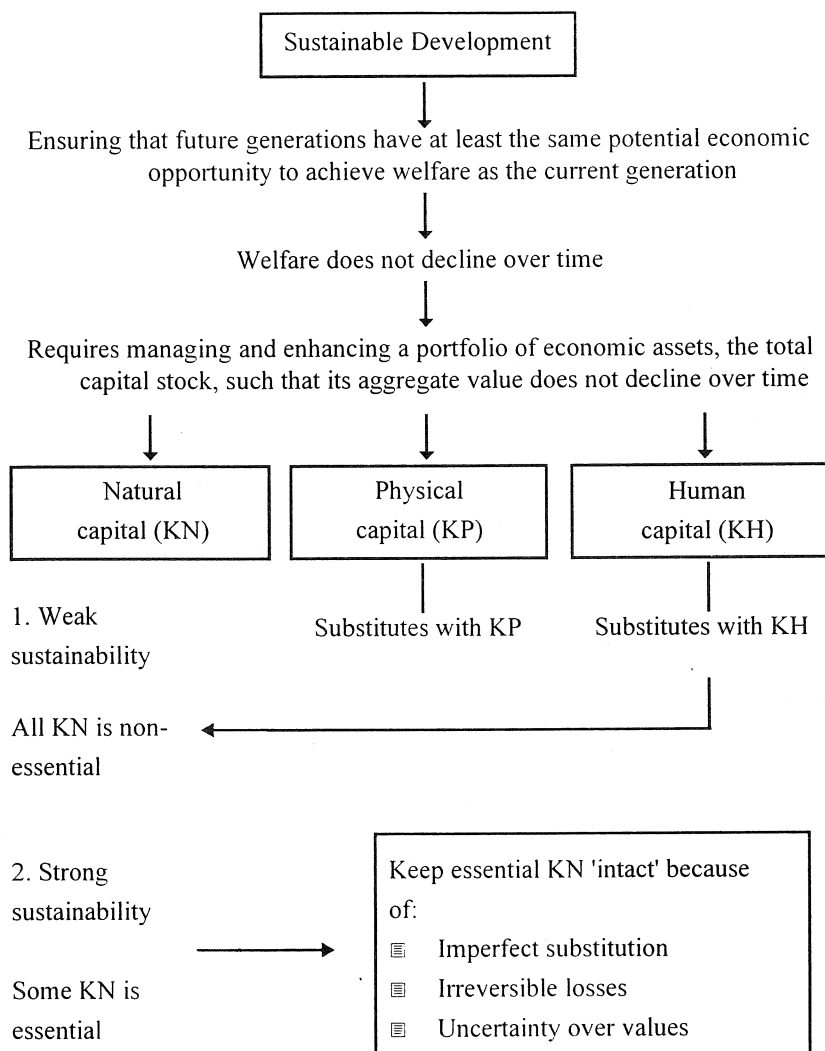 Sustainable Development
Ensuring that future generations have at least the same potential economic
opportunity to achieve welfare as the current generation
Welfare does not decline over time
Requires managing and enhancing a portfolio of economic assets, the total
capital stock, such that its aggregate value does not decline over time
Natural
capital (KN)
Physical
capital (KP)
Human
capital (KH)
1. Weak
sustainability
Substitutes with KP
Substitutes with KH
All KN is non-
essential
2. Strong
sustainability
Some KN is
essential
Keep essential KN 'intact' because
of:
Imperfect substitution
Irreversible losses
Uncertainty over values